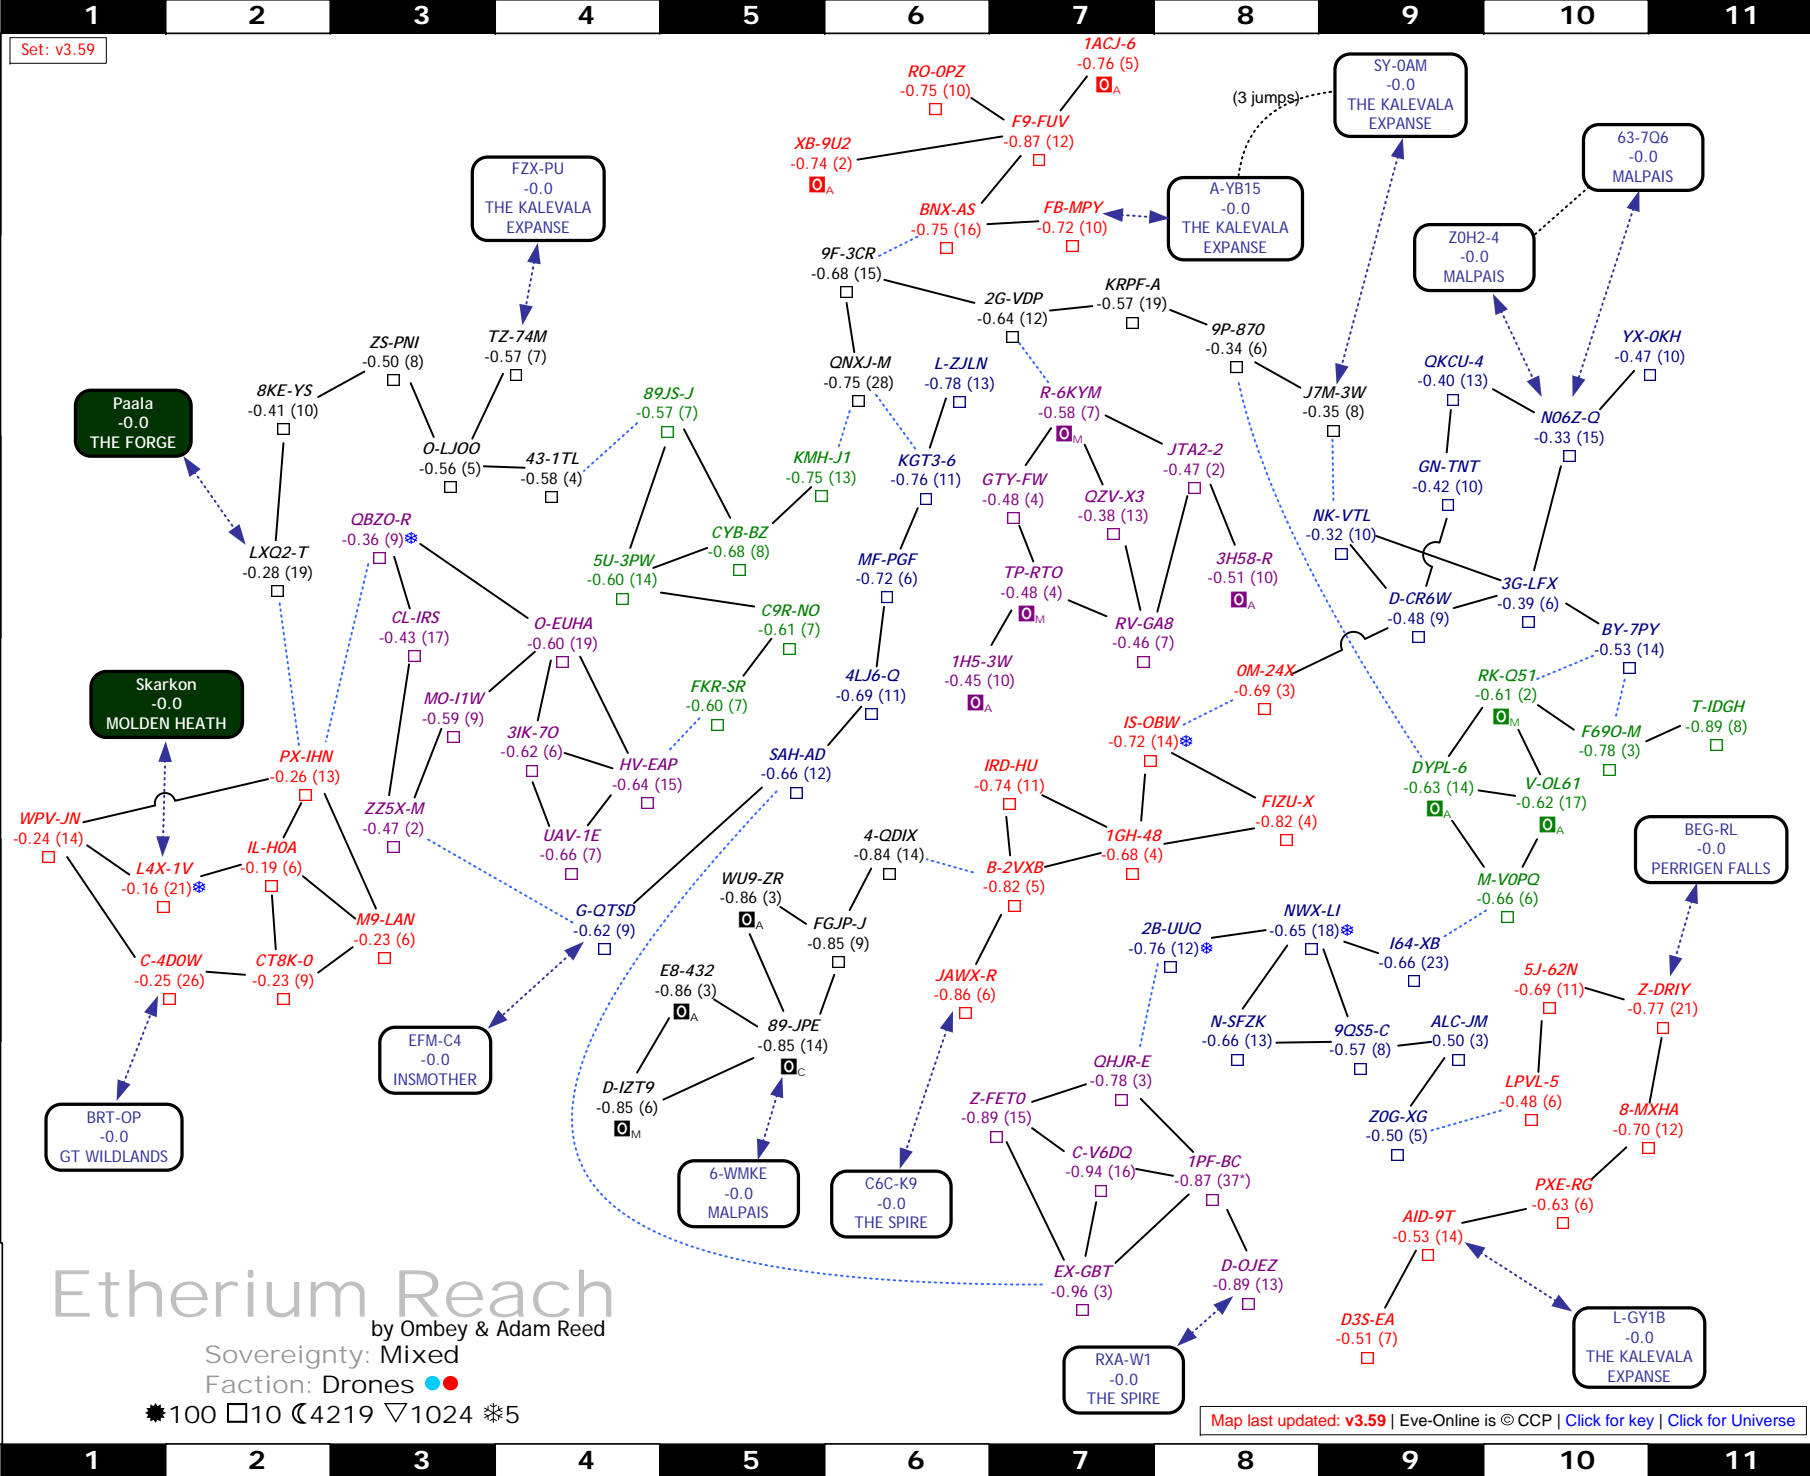 1 2 3 4 5 6 7 8 9 10 11
Set: v3.59
1ACJ-6
-0.76 (5)
0A
RO-0PZ
-0.75 (10)
F9-FUV
-0.87 (12)
XB-9U2
-0.74 (2)
0A
BNX-AS
-0.75 (16)
FB-MPY
-0.72 (10)
(3 jumps)
SY-0AM
-0.0
THE KALEVALA
EXPANSE
63-7Q6
-0.0
MALPAIS
FZX-PU
-0.0
THE KALEVALA
EXPANSE
A-YB15
-0.0
THE KALEVALA
EXPANSE
Z0H2-4
-0.0
MALPAIS
9F-3CR
-0.68 (15)
2G-VDP
-0.64 (12)
KRPF-A
-0.57 (19)
9P-870
-0.34 (6)
ZS-PNI
-0.50 (8)
TZ-74M
-0.57 (7)
QNXJ-M
-0.75 (28)
L-ZJLN
-0.78 (13)
J7M-3W
-0.35 (8)
QKCU-4
-0.40 (13)
YX-0KH
-0.47 (10)
Paala
-0.0
THE FORGE
8KE-YS
-0.41 (10)
89JS-J
-0.57 (7)
R-6KYM
-0.58 (7)
0M
N06Z-Q
-0.33 (15)
O-LJOO
-0.56 (5)
43-1TL
-0.58 (4)
KMH-J1
-0.75 (13)
KGT3-6
-0.76 (11)
GTY-FW
-0.48 (4)
QZV-X3
-0.38 (13)
JTA2-2
-0.47 (2)
GN-TNT
-0.42 (10)
LXQ2-T
-0.28 (19)
QBZO-R
-0.36 (9)❄
5U-3PW
-0.60 (14)
CYB-BZ
-0.68 (8)
MF-PGF
-0.72 (6)
TP-RTO
-0.48 (4)
0M
3H58-R
-0.51 (10)
0A
NK-VTL
-0.32 (10)
D-CR6W
-0.48 (9)
3G-LFX
-0.39 (6)
CL-IRS
-0.43 (17)
O-EUHA
-0.60 (19)
C9R-NO
-0.61 (7)
RV-GA8
-0.46 (7)
BY-7PY
-0.53 (14)
Skarkon
-0.0
MOLDEN HEATH
MO-I1W
-0.59 (9)
3IK-7O
-0.62 (6)
FKR-SR
-0.60 (7)
4LJ6-Q
-0.69 (11)
1H5-3W
-0.45 (10)
0A
0M-24X
-0.69 (3)
RK-Q51
-0.61 (2)
0M
F69O-M
-0.78 (3)
T-IDGH
-0.89 (8)
PX-IHN
-0.26 (13)
HV-EAP
-0.64 (15)
SAH-AD
-0.66 (12)
IRD-HU
-0.74 (11)
IS-OBW
-0.72 (14)❄
DYPL-6
-0.63 (14)
0A
V-OL61
-0.62 (17)
0A
WPV-JN
-0.24 (14)
ZZ5X-M
-0.47 (2)
UAV-1E
-0.66 (7)
4-QDIX
-0.84 (14)
1GH-48
-0.68 (4)
FIZU-X
-0.82 (4)
BEG-RL
-0.0
PERRIGEN FALLS
L4X-1V
-0.16 (21)❄
IL-H0A
-0.19 (6)
WU9-ZR
-0.86 (3)
0A
B-2VXB
-0.82 (5)
M-V0PQ
-0.66 (6)
M9-LAN
-0.23 (6)
G-QTSD
-0.62 (9)
FGJP-J
-0.85 (9)
2B-UUQ
-0.76 (12)❄
NWX-LI
-0.65 (18)❄
I64-XB
-0.66 (23)
C-4D0W
-0.25 (26)
CT8K-0
-0.23 (9)
E8-432
-0.86 (3)
0A
JAWX-R
-0.86 (6)
5J-62N
-0.69 (11)
Z-DRIY
-0.77 (21)
EFM-C4
-0.0
INSMOTHER
89-JPE
-0.85 (14)
0C
N-SFZK
-0.66 (13)
9QS5-C
-0.57 (8)
ALC-JM
0.50 (3)
BRT-OP
-0.0
GT WILDLANDS
D-IZT9
-0.85 (6)
0M
QHJR-E
-0.78 (3)
Z-FET0
-0.89 (15)
Z0G-XG
-0.50 (5)
LPVL-5
-0.48 (6)
8-MXHA
-0.70 (12)
6-WMKE
-0.0
MALPAIS
C6C-K9
-0.0
THE SPIRE
C-V6DQ
-0.94 (16)
1PF-BC
-0.87 (37*)
PXE-RG
-0.63 (6)
AID-9T
-0.53 (14)
EX-GBT
-0.96 (3)
D-OJEZ
-0.89 (13)
D3S-EA
-0.51 (7)
L-GY1B
-0.0
THE KALEVALA
EXPANSE
RXA-W1
-0.0
THE SPIRE
Etherium Reach
by Ombey & Adam Reed
Sovereignty: Mixed
Faction: Drones
100 10 4219 1024 5
Map last updated: v3.59 | Eve-Online is © CCP | Click for key | Click for Universe
1 2 3 4 5 6 7 8 9 10 11